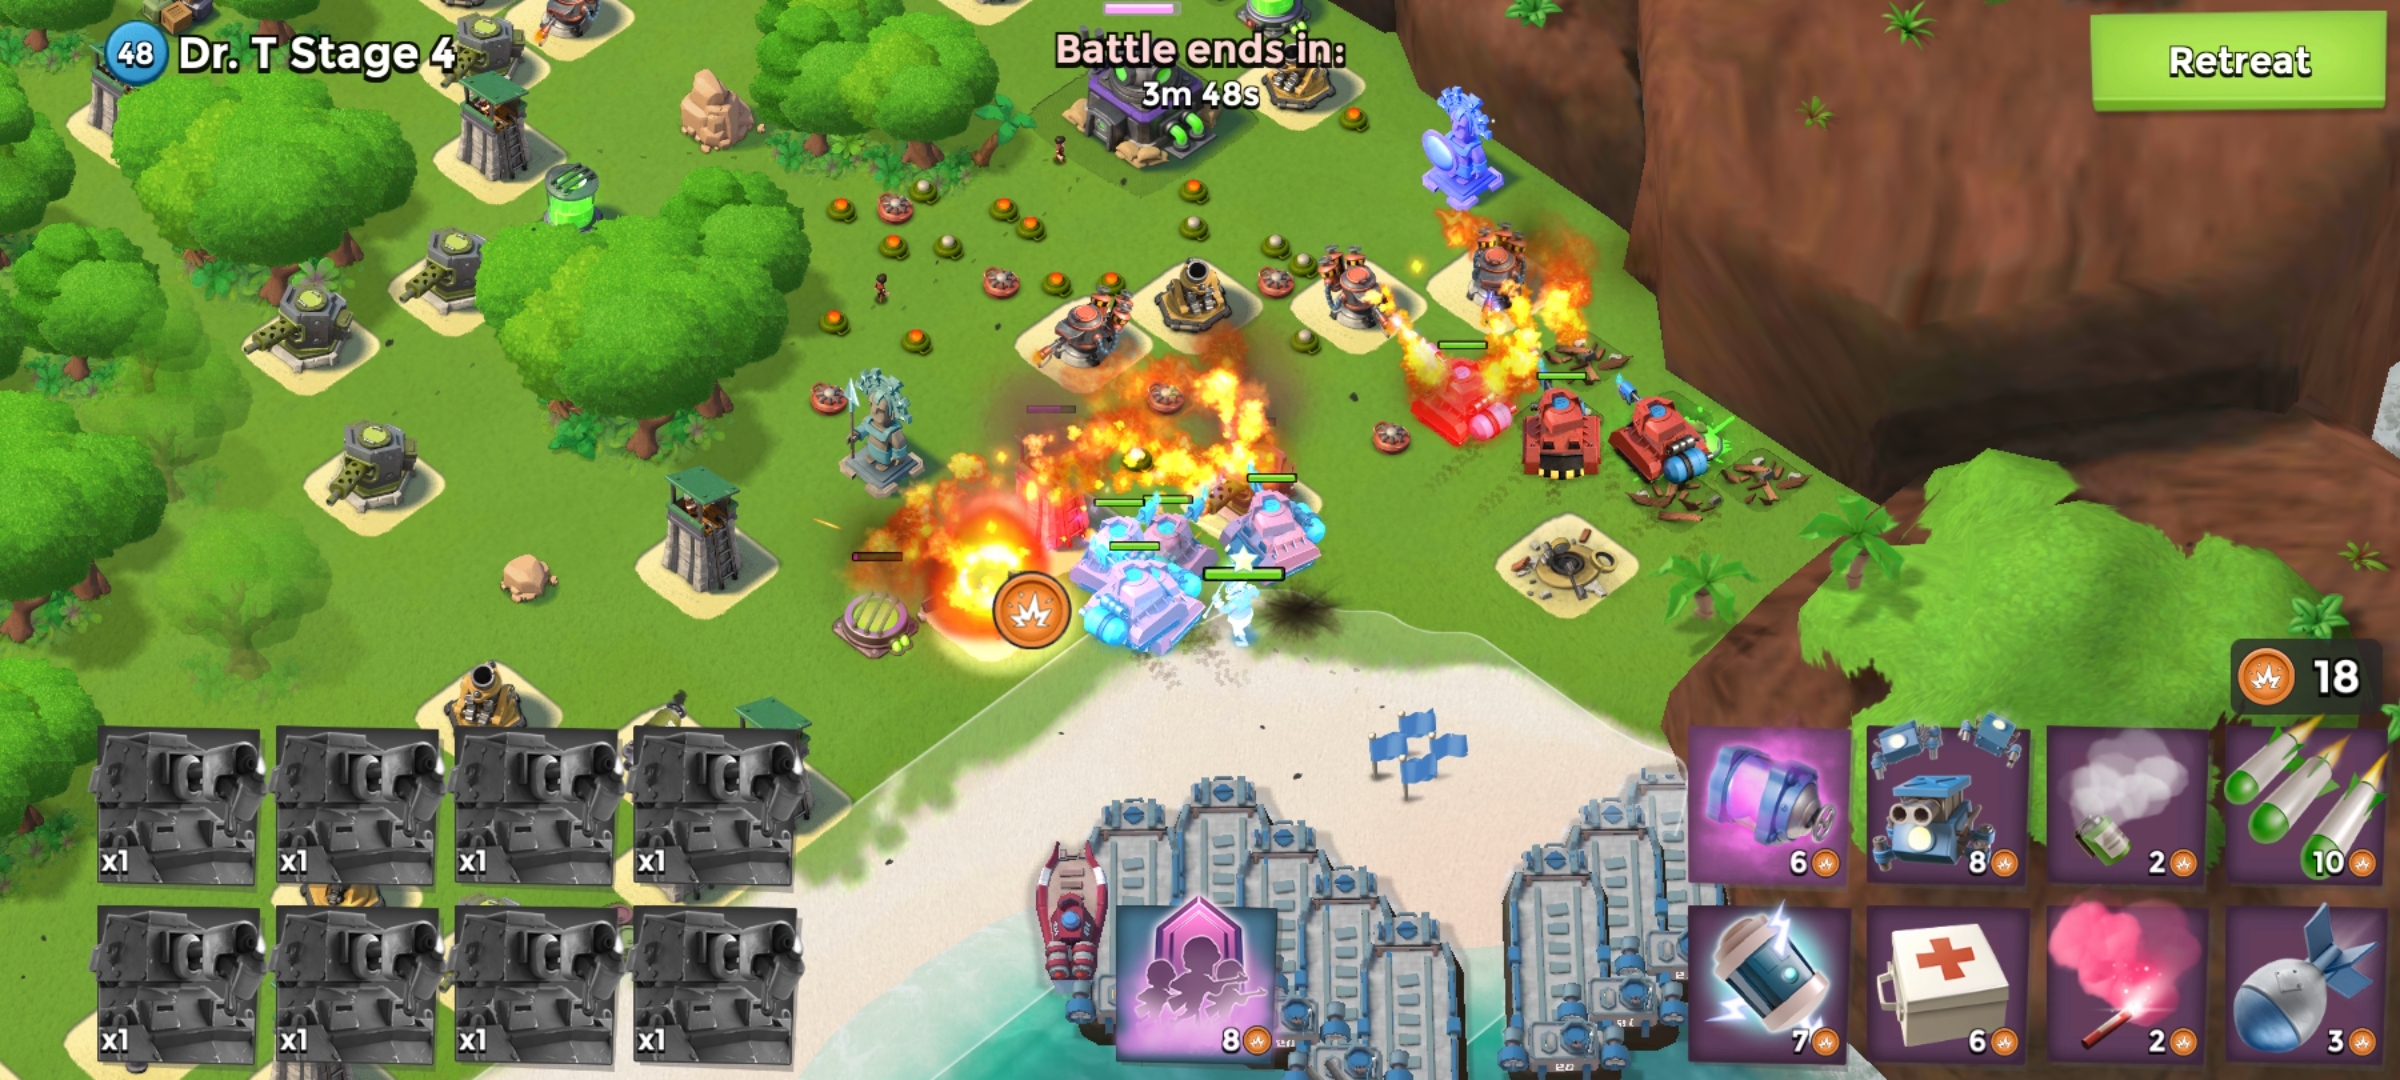 48 Dr. T Stage 4
Battle ends in:
3m 48s
Retreat
18
x1 x1 x1 x1
6 8 2 10
x1 x1 x1 x1
8
7 6 2 3